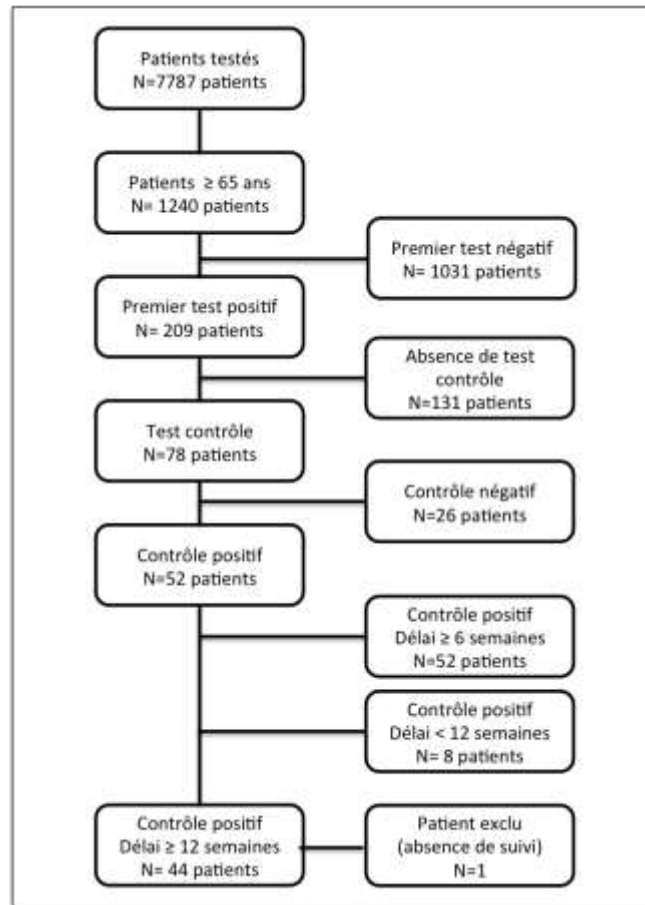 Patients testés
N=7787 patients
Patients ≥ 65 ans
N= 1240 patients
Premier test négatif
N= 1031 patients
Premier test positif
N= 209 patients
Absence de test
contrôle
N=131 patients
Test contrôle
N=78 patients
Contrôle négatif
N=26 patients
Contrôle positif
N=52 patients
Contrôle positif
Délai ≥ 6 semaines
N=52 patients
Contrôle positif
Délai < 12 semaines
N= 8 patients
Contrôle positif
Délai ≥ 12 semaines
N= 44 patients
Patient exclu
(absence de suivi)
N=1